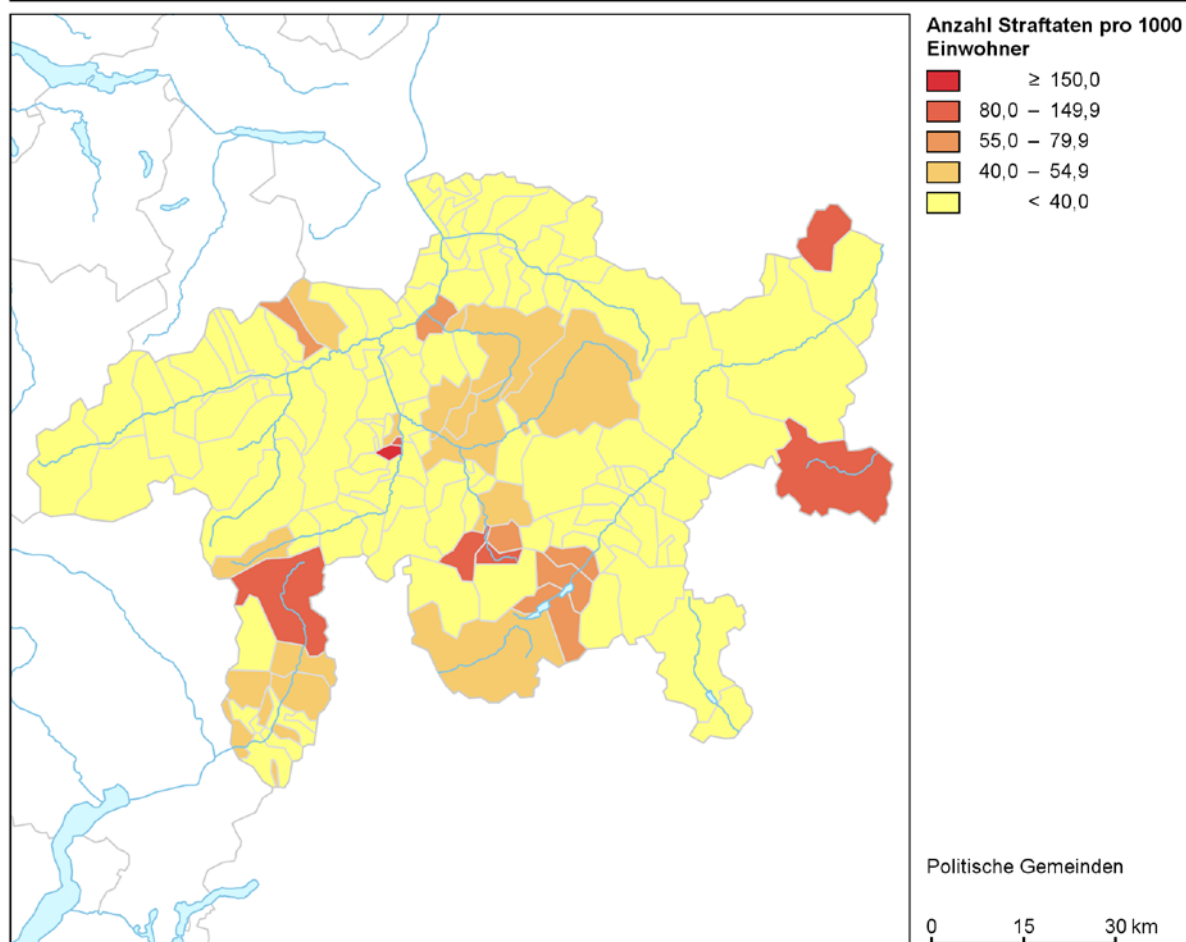 Anzahl Straftaten pro 1000
Einwohner
≥ 150,0
80,0 – 149,9
55,0 – 79,9
40,0 – 54,9
< 40,0
Politische Gemeinden
0 15 30 km